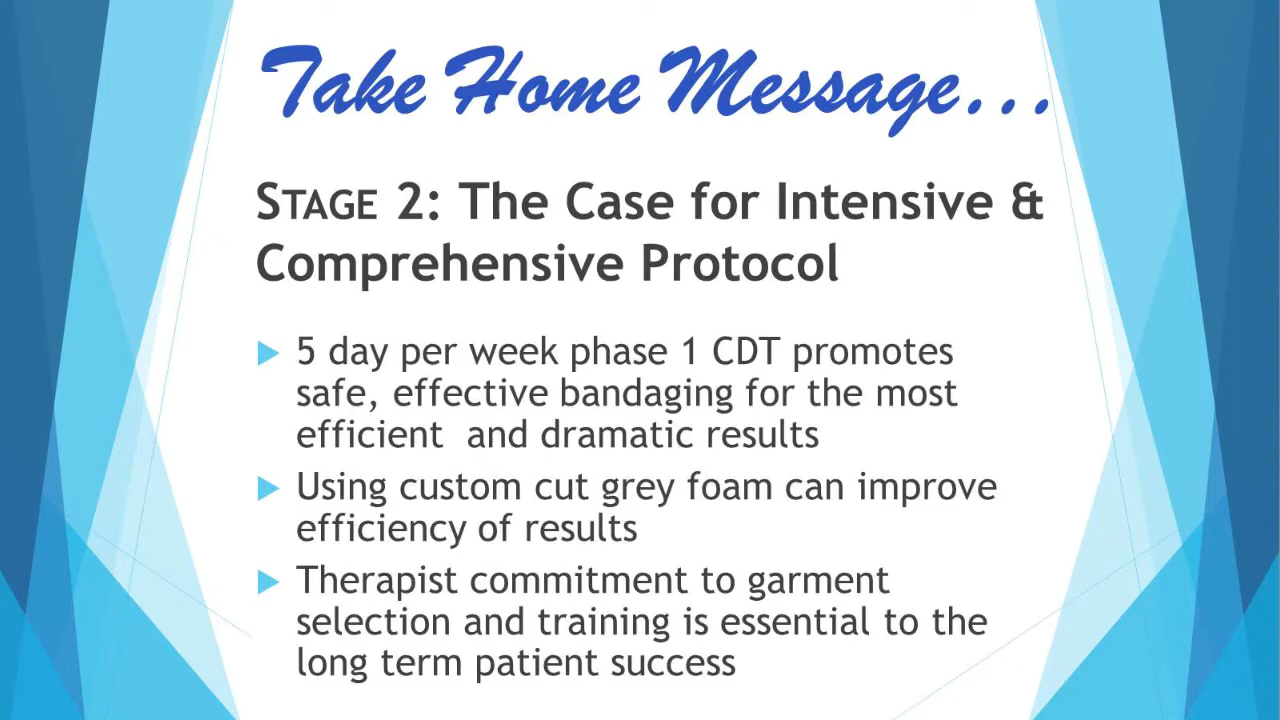 Take Home Message...
STAGE 2: The Case for Intensive &
Comprehensive Protocol
5 day per week phase 1 CDT promotes
safe, effective bandaging for the most
efficient  and dramatic results
Using custom cut grey foam can improve
efficiency of results
Therapist commitment to garment
selection and training is essential to the
long term patient success